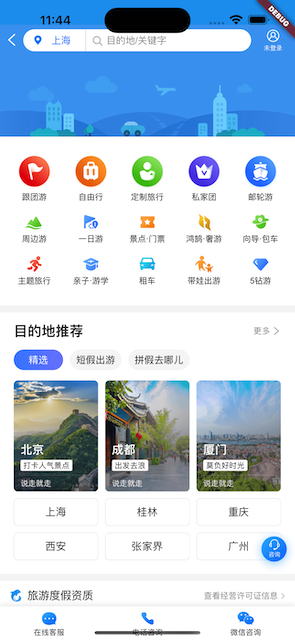 11:44
DEBUG
上海 目的地/关键字
未登录
跟团游 自由行 定制旅行 私家团 邮轮游
周边游 一日游 景点·门票 鸿鹄·奢游 向导·包车
主题旅行 亲子·游学 租车 带娃出游 5钻游
目的地推荐 更多
精选 短假出游 拼假去哪儿
北京 成都 厦门
打卡人气景点 出发去浪 莫负好时光
说走就走 说走就走 说走就走
上海 桂林 重庆
西安 张家界 广州
咨询
旅游度假资质 查看经营许可证信息
在线客服 电话咨询 微信咨询